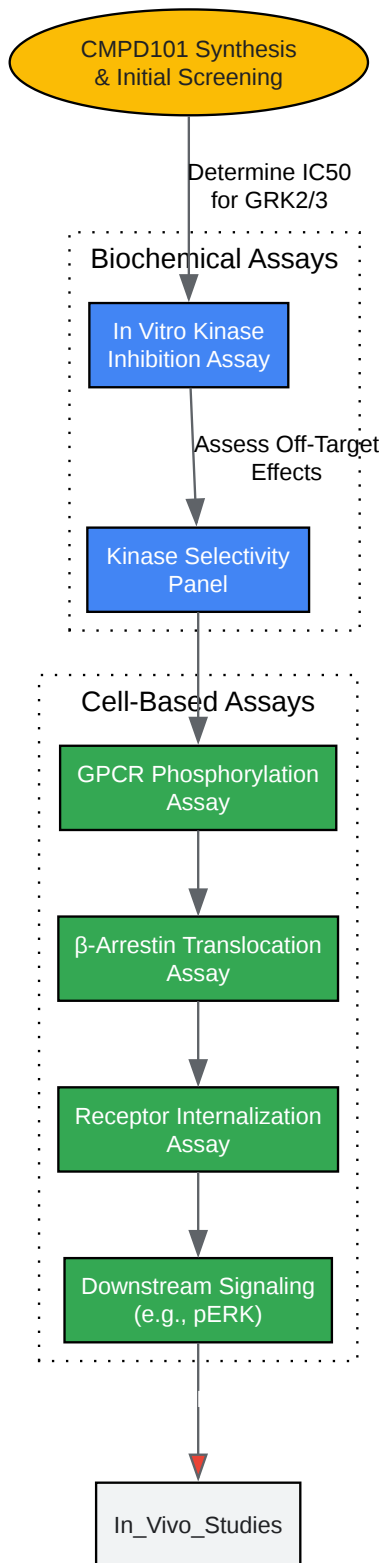 CMPD101 Synthesis
& Initial Screening
Determine IC50
for GRK2/3
Biochemical Assays
In Vitro Kinase
Inhibition Assay
Assess Off-Target
Effects
Kinase Selectivity
Panel
Cell-Based Assays
GPCR Phosphorylation
Assay
β-Arrestin Translocation
Assay
Receptor Internalization
Assay
Downstream Signaling
(e.g., pERK)
In_Vivo_Studies